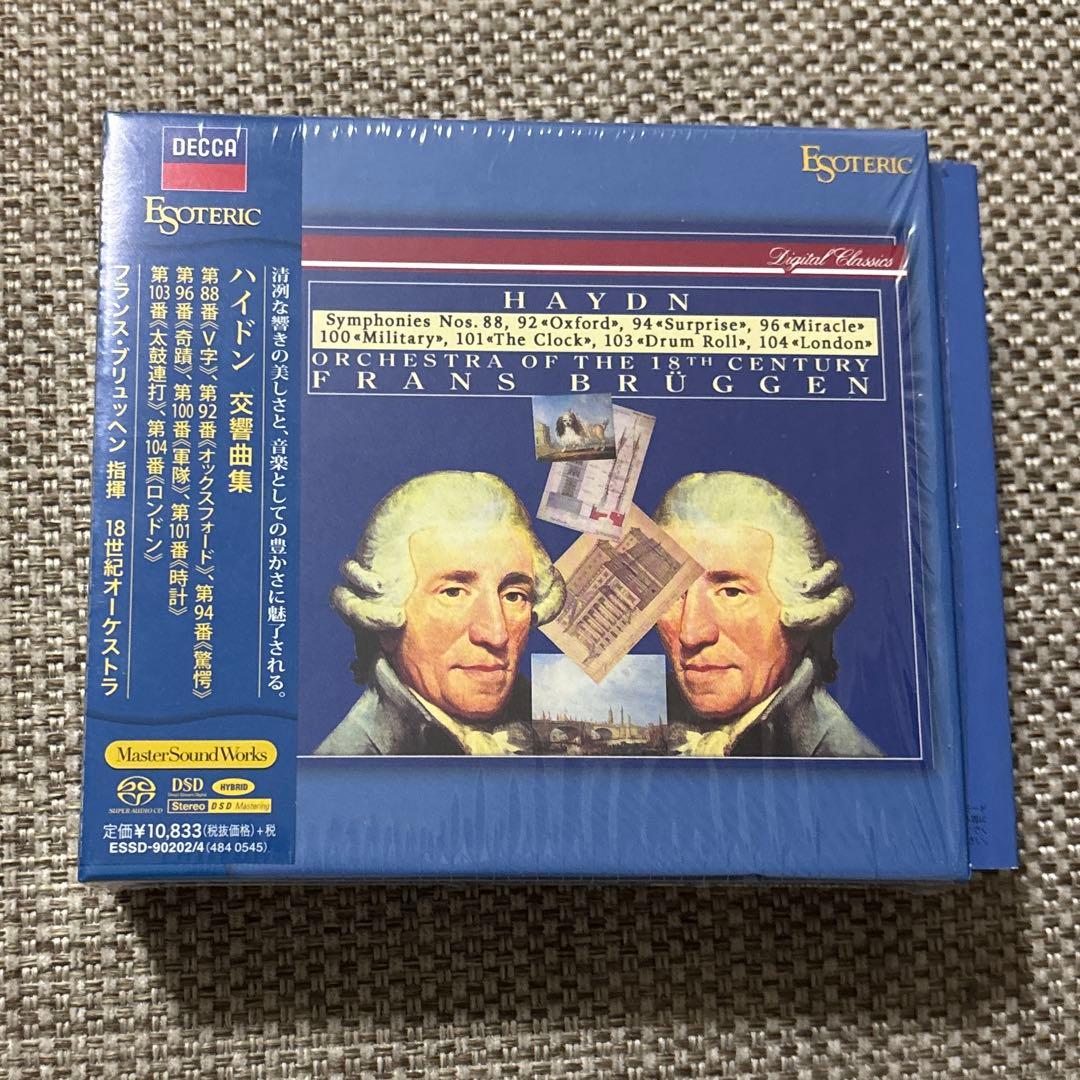 DECCA
ESOTERIC
清冽な響きの美しさと、音楽としての豊かさに魅了される。
ハイドン 交響曲集
第88番《V字》、第92番《オックスフォード》、第94番《驚愕》
第96番《奇蹟》、第100番《軍隊》、第101番《時計》
第103番《太鼓連打》、第104番《ロンドン》
フランス・ブリュッヘン 指揮 18世紀オーケストラ
MasterSoundWorks
SUPER AUDIO CD
DSD
Direct Stream Digital
HYBRID
Stereo
DSD Mastering
定価¥10,833(税抜価格)+税
ESSD-90202/4(484 0545)
ESOTERIC
Digital Classics
HAYDN
Symphonies Nos. 88, 92«Oxford», 94«Surprise», 96«Miracle»
100«Military», 101«The Clock», 103«Drum Roll», 104«London»
ORCHESTRA OF THE 18TH CENTURY
FRANS BRÜGGEN